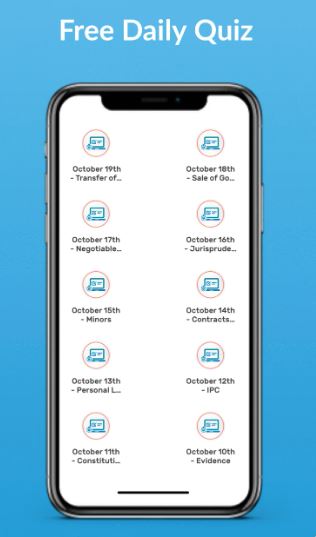 Free Daily Quiz
October 19th
- Transfer of...
October 18th
- Sale of Go...
October 17th
- Negotiable...
October 16th
- Jurisprude...
October 15th
- Minors
October 14th
- Contracts...
October 13th
- Personal L...
October 12th
- IPC
October 11th
- Constituti...
October 10th
- Evidence